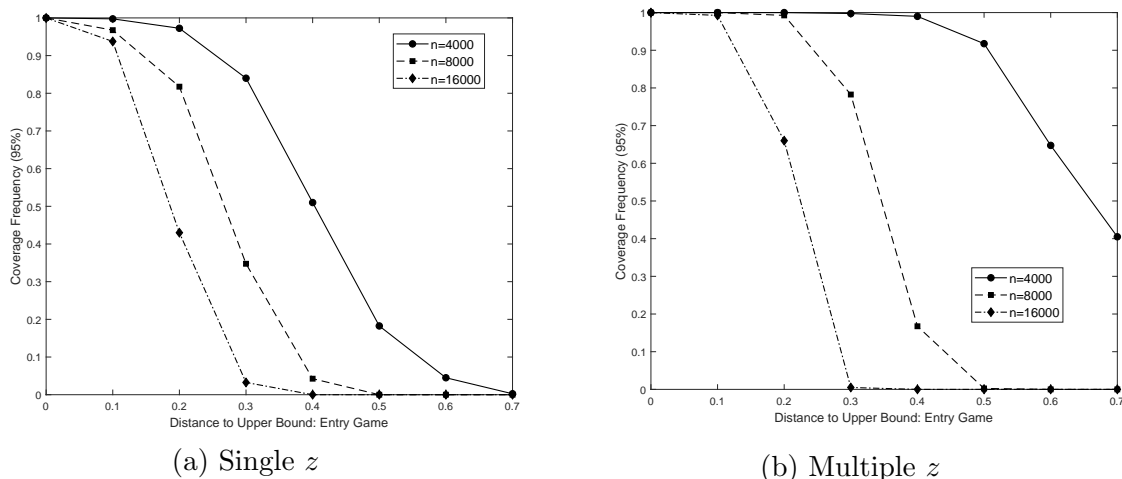 1
0.9
0.8
0.7
0.6
0.5
0.4
0.3
0.2
0.1
0
Coverage Frequency (95%)
n=4000
n=8000
n=16000
0 0.1 0.2 0.3 0.4 0.5 0.6 0.7
Distance to Upper Bound: Entry Game
(a) Single z
1
0.9
0.8
0.7
0.6
0.5
0.4
0.3
0.2
0.1
0
Coverage Frequency (95%)
n=4000
n=8000
n=16000
0 0.1 0.2 0.3 0.4 0.5 0.6 0.7
Distance to Upper Bound: Entry Game
(b) Multiple z